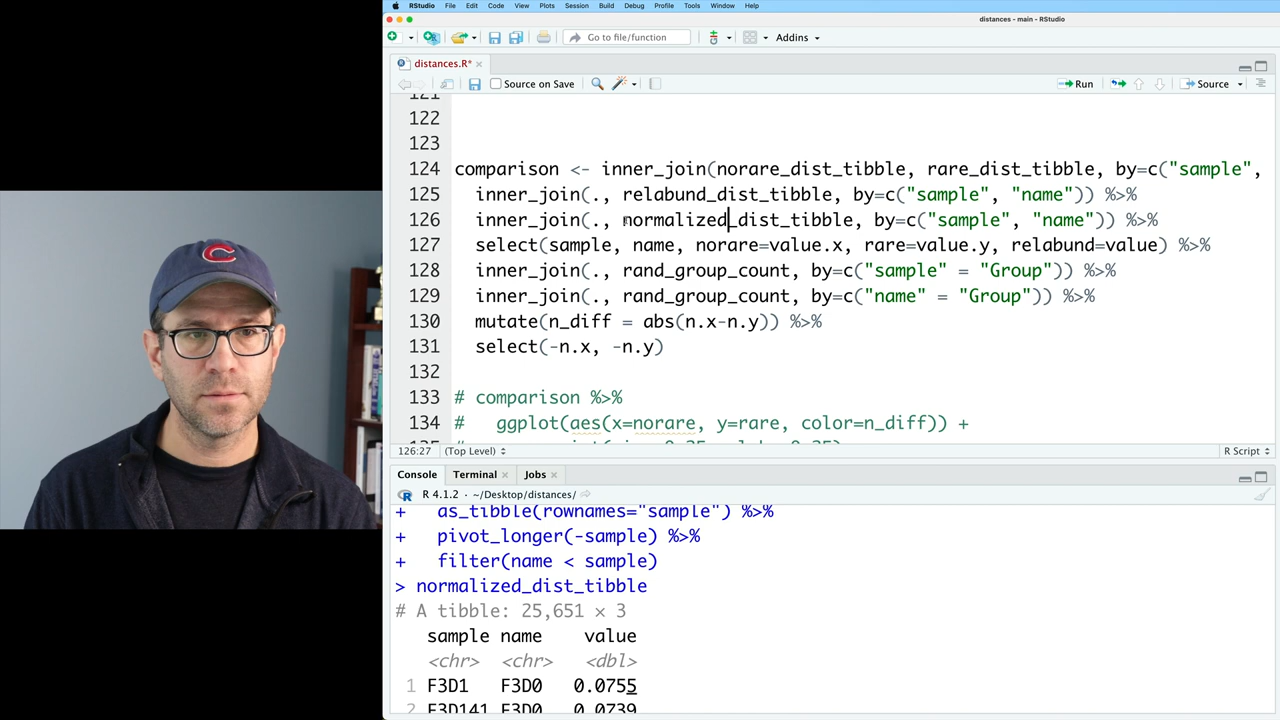 RStudio File Edit Code View Plots Session Build Debug Profile Tools Window Help
distances - main - RStudio
Go to file/function Addins
distances.R*
Source on Save Run Source
121
122
123
124 comparison <- inner_join(norare_dist_tibble, rare_dist_tibble, by=c("sample",
125 inner_join(., relabund_dist_tibble, by=c("sample", "name")) %>%
126 inner_join(., normalized_dist_tibble, by=c("sample", "name")) %>%
127 select(sample, name, norare=value.x, rare=value.y, relabund=value) %>%
128 inner_join(., rand_group_count, by=c("sample" = "Group")) %>%
129 inner_join(., rand_group_count, by=c("name" = "Group")) %>%
130 mutate(n_diff = abs(n.x-n.y)) %>%
131 select(-n.x, -n.y)
132
133 # comparison %>%
134 # ggplot(aes(x=norare, y=rare, color=n_diff)) +
126:27 (Top Level) R Script
Console Terminal Jobs
R 4.1.2 · ~/Desktop/distances/
+ as_tibble(rownames="sample") %>%
+ pivot_longer(-sample) %>%
+ filter(name < sample)
> normalized_dist_tibble
# A tibble: 25,651 × 3
sample name value
<chr> <chr> <dbl>
1 F3D1 F3D0 0.0755
2 F3D141 F3D0 0.0739